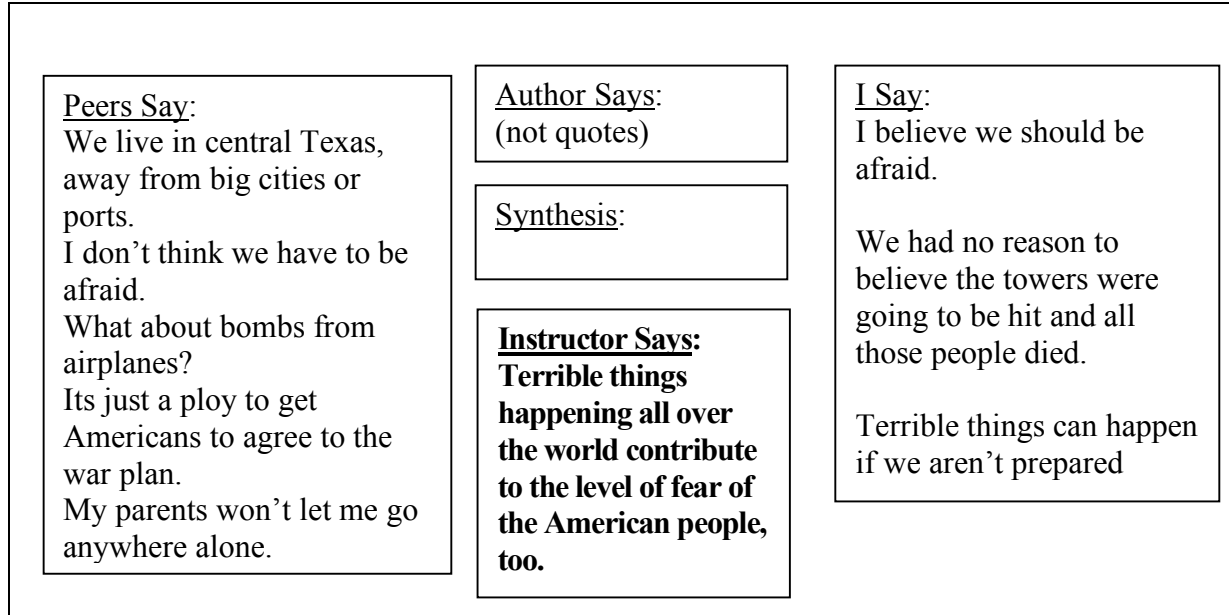 Peers Say:
We live in central Texas,
away from big cities or
ports.
I don’t think we have to be
afraid.
What about bombs from
airplanes?
Its just a ploy to get
Americans to agree to the
war plan.
My parents won’t let me go
anywhere alone.
Author Says:
(not quotes)
Synthesis:
Instructor Says:
Terrible things
happening all over
the world contribute
to the level of fear of
the American people,
too.
I Say:
I believe we should be
afraid.
We had no reason to
believe the towers were
going to be hit and all
those people died.
Terrible things can happen
if we aren’t prepared